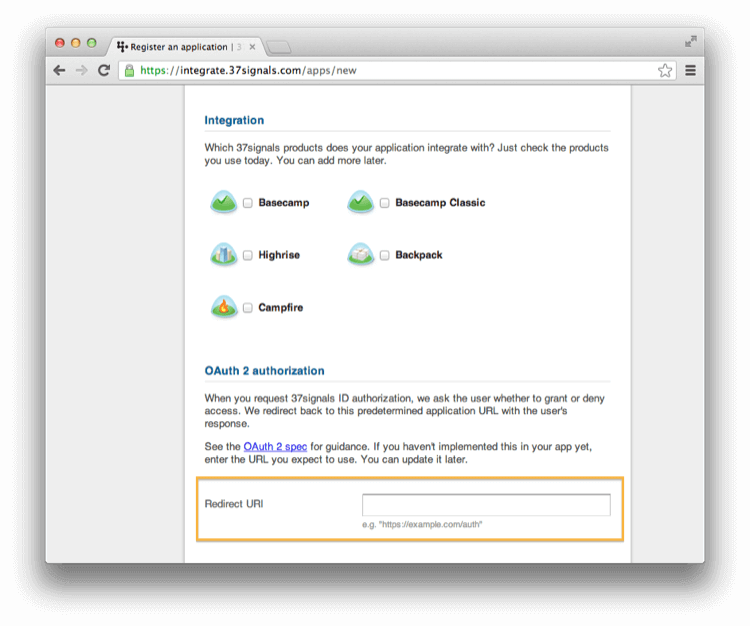 Register an application | 3
https://integrate.37signals.com/apps/new
Integration
Which 37signals products does your application integrate with? Just check the products
you use today. You can add more later.
Basecamp
Basecamp Classic
Highrise
Backpack
Campfire
OAuth 2 authorization
When you request 37signals ID authorization, we ask the user whether to grant or deny
access. We redirect back to this predetermined application URL with the user's
response.
See the OAuth 2 spec for guidance. If you haven't implemented this in your app yet,
enter the URL you expect to use. You can update it later.
Redirect URI
e.g. "https://example.com/auth"